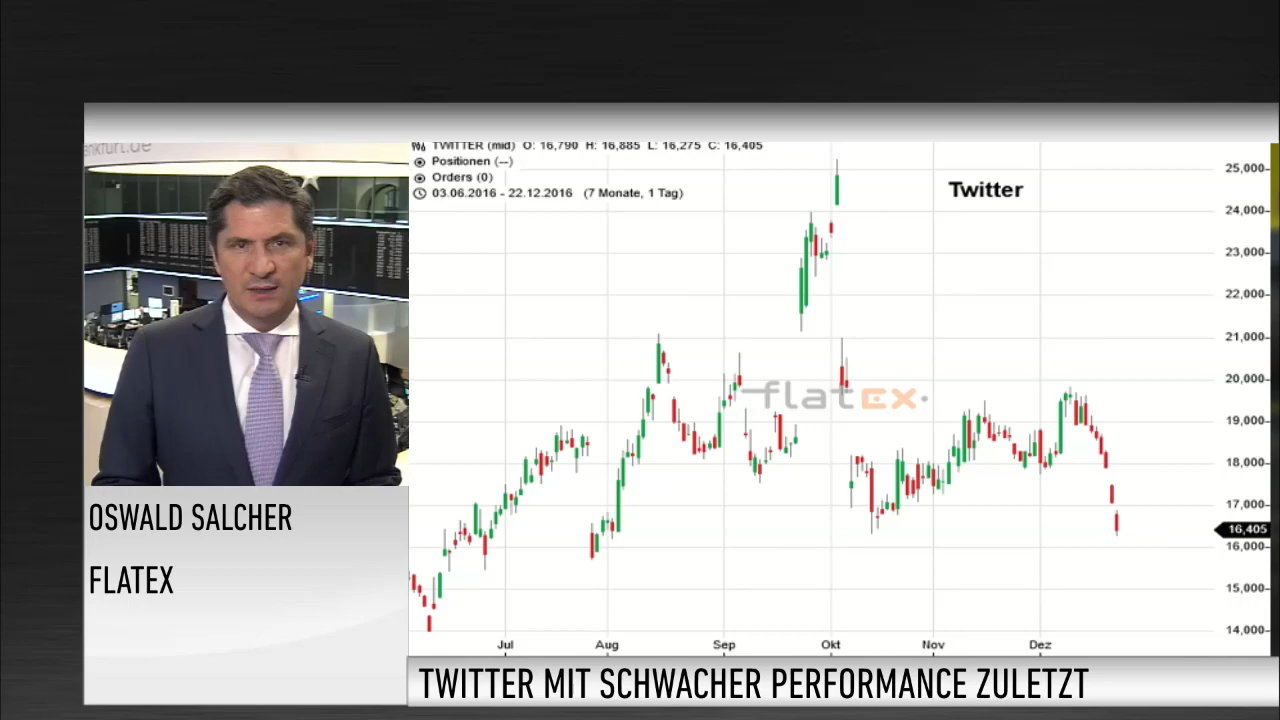 TWITTER (mid) O: 16,790 H: 16,885 L: 16,275 C: 16,405
Positionen (--)
Orders (0)
03.06.2016 - 22.12.2016 (7 Monate, 1 Tag)
Twitter
25,000
24,000
23,000
22,000
21,000
20,000
19,000
18,000
17,000
16,405
16,000
15,000
14,000
flatEX
Jul Aug Sep Okt Nov Dez
OSWALD SALCHER
FLATEX
TWITTER MIT SCHWACHER PERFORMANCE ZULETZT